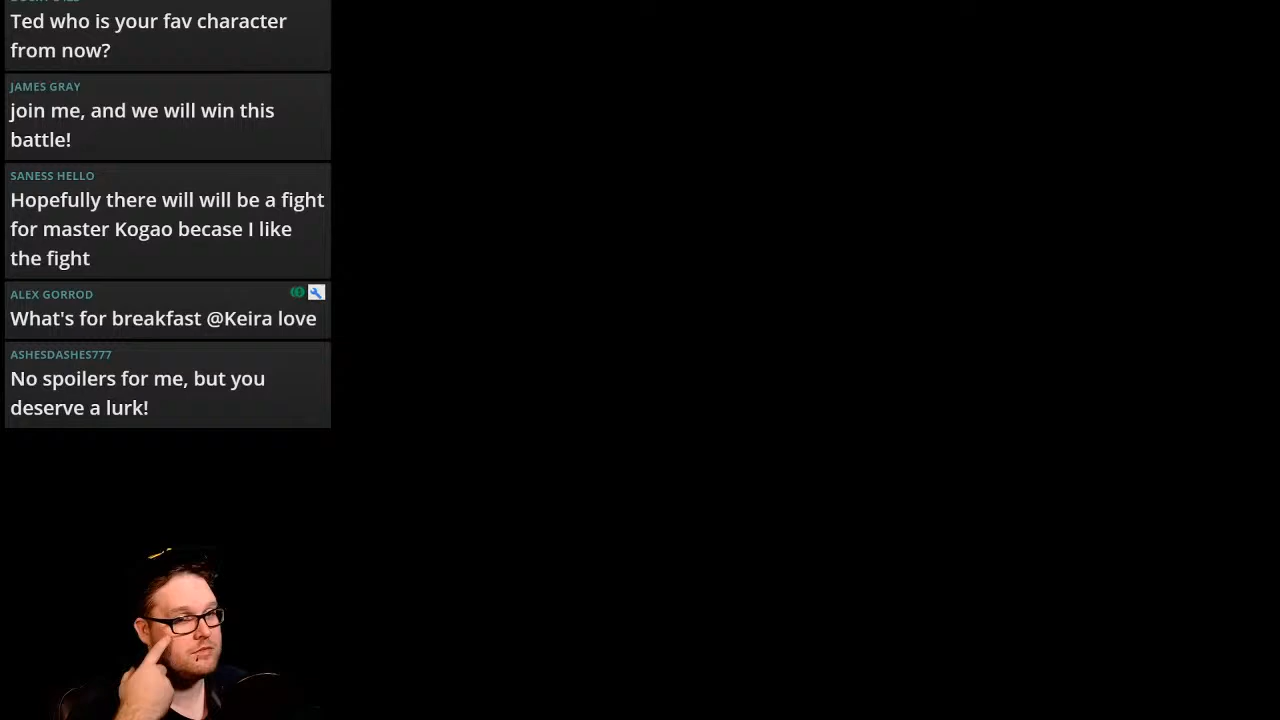 Ted who is your fav character
from now?
JAMES GRAY
join me, and we will win this
battle!
SANESS HELLO
Hopefully there will will be a fight
for master Kogao becase I like
the fight
ALEX GORROD
What's for breakfast @Keira love
ASHESDASHES777
No spoilers for me, but you
deserve a lurk!